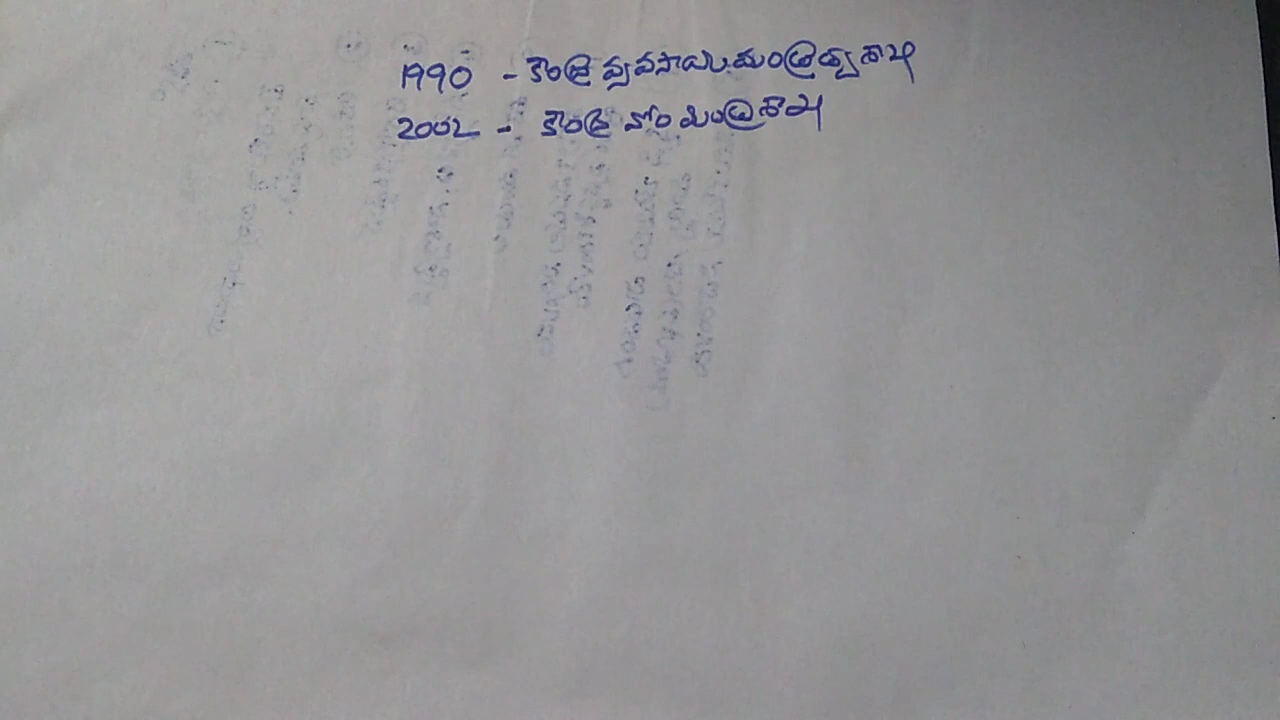 1990 - కేంద్ర వ్యవసాయ మంత్రిత్వ శాఖ
2002 - కేంద్ర హోం మంత్రి శాఖ